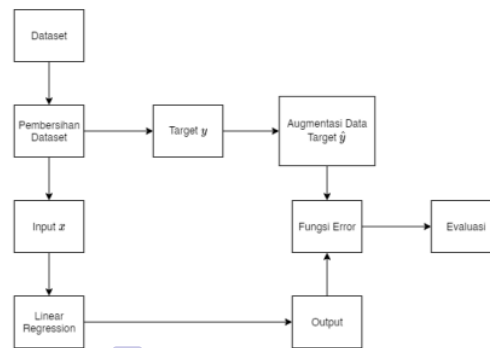 Dataset
Pembersihan
Dataset
Target y
Augmentasi Data
Target ŷ
Input x
Fungsi Error
Evaluasi
Linear
Regression
Output